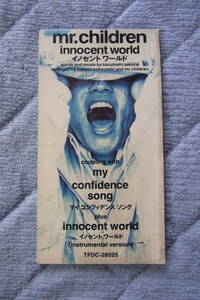 mr.children
innocent world
イノセント ワールド
words and music by kazutoshi sakurai
arranged by takeshi kobayashi and mr.children
coupling with
my
confidence
song
マイ コンフィデンス ソング
plus
innocent world
イノセント ワールド
(instrumental version)
TFDC-28025